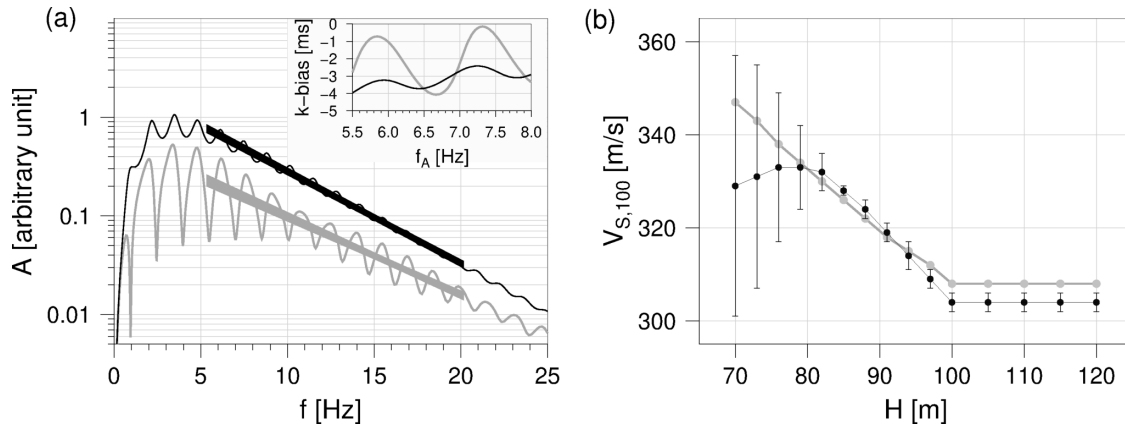 (a)
A [arbitrary unit]
1
0.1
0.01
0 5 10 15 20 25
f [Hz]
k−bias [ms]
0
−1
−2
−3
−4
−5
5.5 6.0 6.5 7.0 7.5 8.0
f_A [Hz]
(b)
V_S,100 [m/s]
360
340
320
300
70 80 90 100 110 120
H [m]